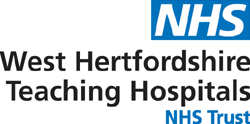 NHS
West Hertfordshire
Teaching Hospitals
NHS Trust